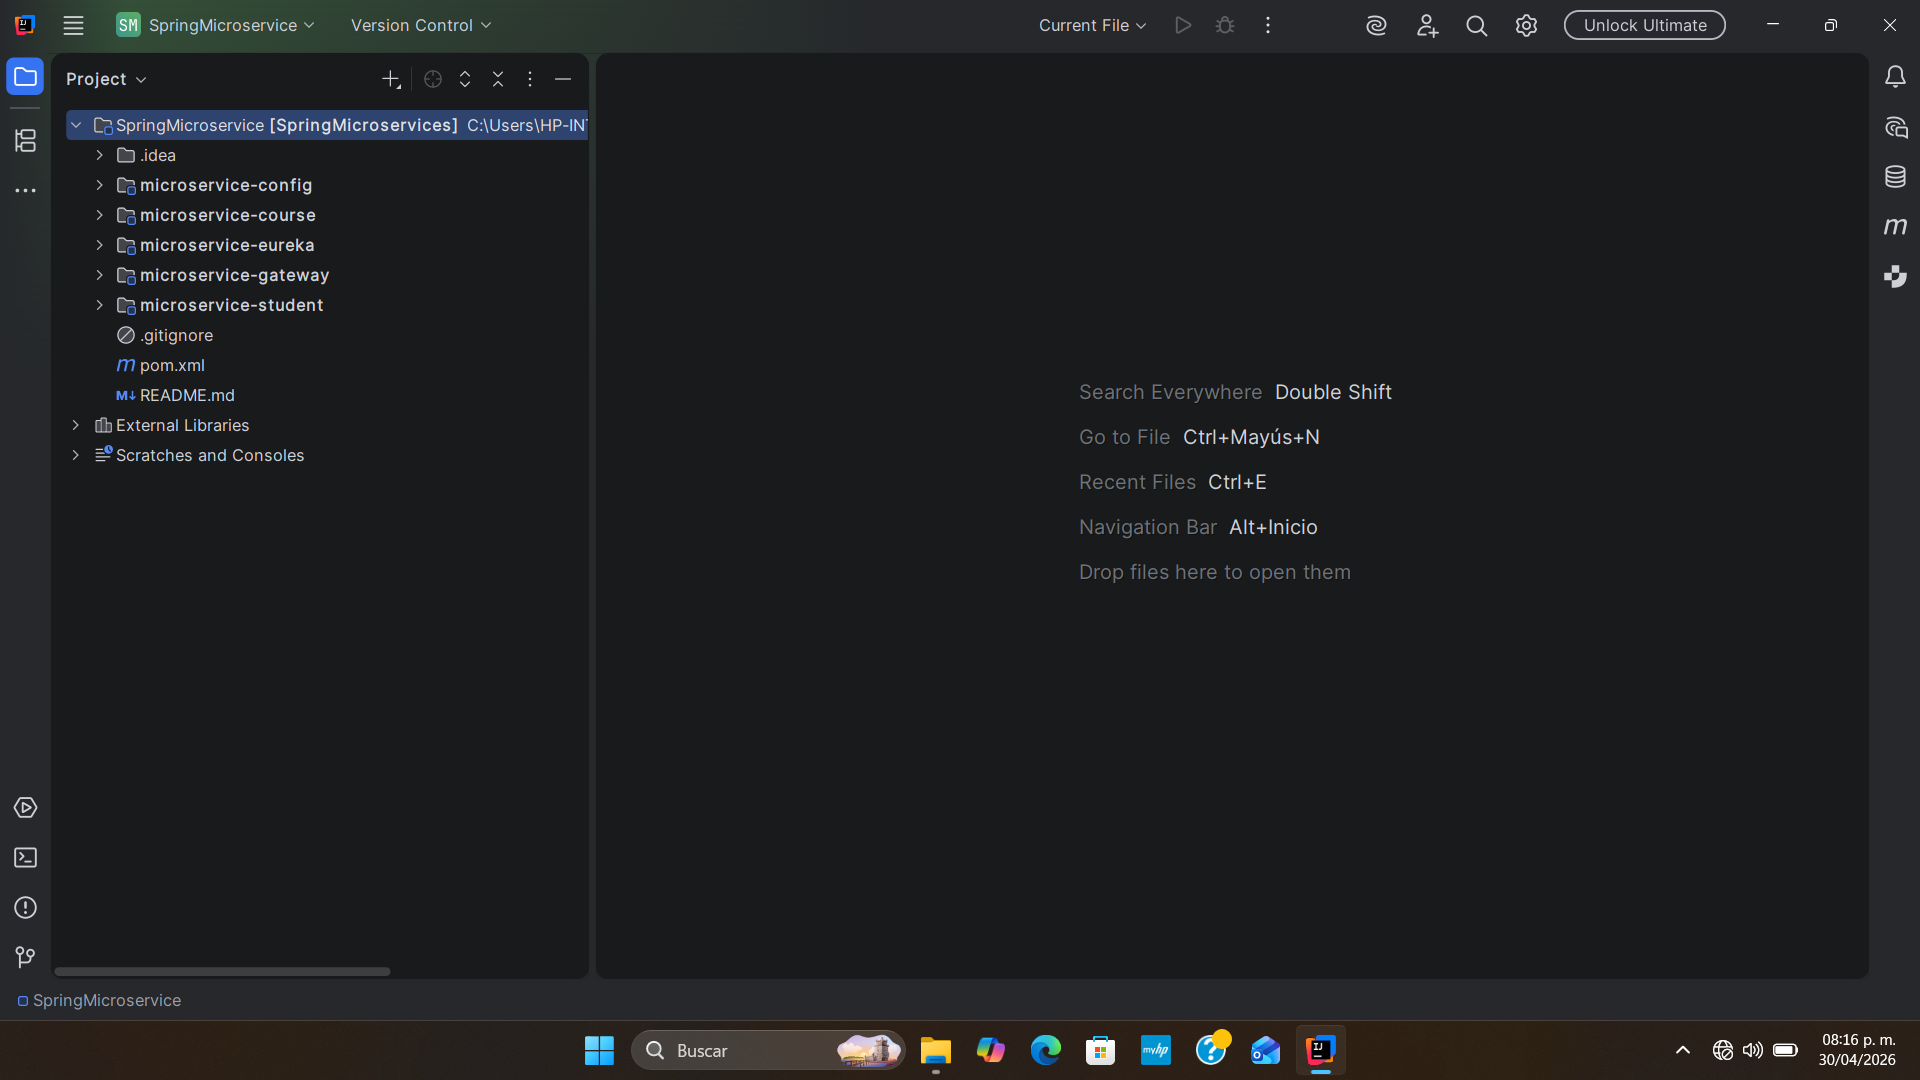 SM SpringMicroservice Version Control Current File Unlock Ultimate
Project
SpringMicroservice [SpringMicroservices] C:\Users\HP-IN
.idea
microservice-config
microservice-course
microservice-eureka
microservice-gateway
microservice-student
.gitignore
m pom.xml
M↓ README.md
External Libraries
Scratches and Consoles
Search Everywhere Double Shift
Go to File Ctrl+Mayús+N
Recent Files Ctrl+E
Navigation Bar Alt+Inicio
Drop files here to open them
m
SpringMicroservice
Buscar
myhp
08:16 p. m.
30/04/2026